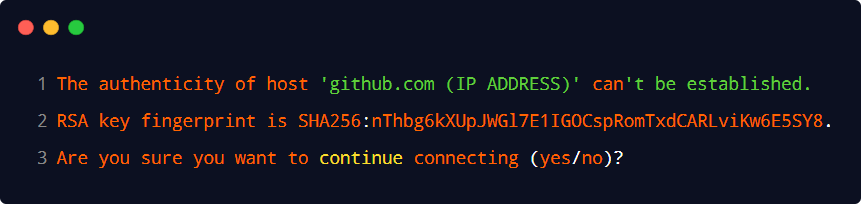 1 The authenticity of host 'github.com (IP ADDRESS)' can't be established.
2 RSA key fingerprint is SHA256:nThbg6kXUpJWGl7E1IGOCspRomTxdCARLviKw6E5SY8.
3 Are you sure you want to continue connecting (yes/no)?